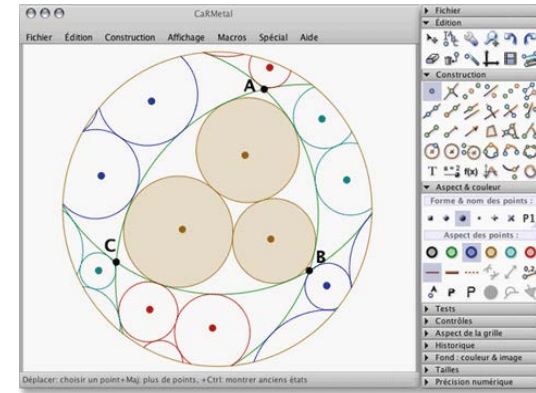 CaRMetal
Fichier Édition Construction Affichage Macros Spécial Aide
A
C
B
Déplacer: choisir un point+Maj: plus de points, +Ctrl: montrer anciens états
Fichier
Édition
Construction
T a=2 f(x)
Aspect & couleur
Forme & nom des points :
P1
Aspect des points :
P P
Tests
Contrôles
Aspect de la grille
Historique
Fond : couleur & image
Tailles
Précision numérique